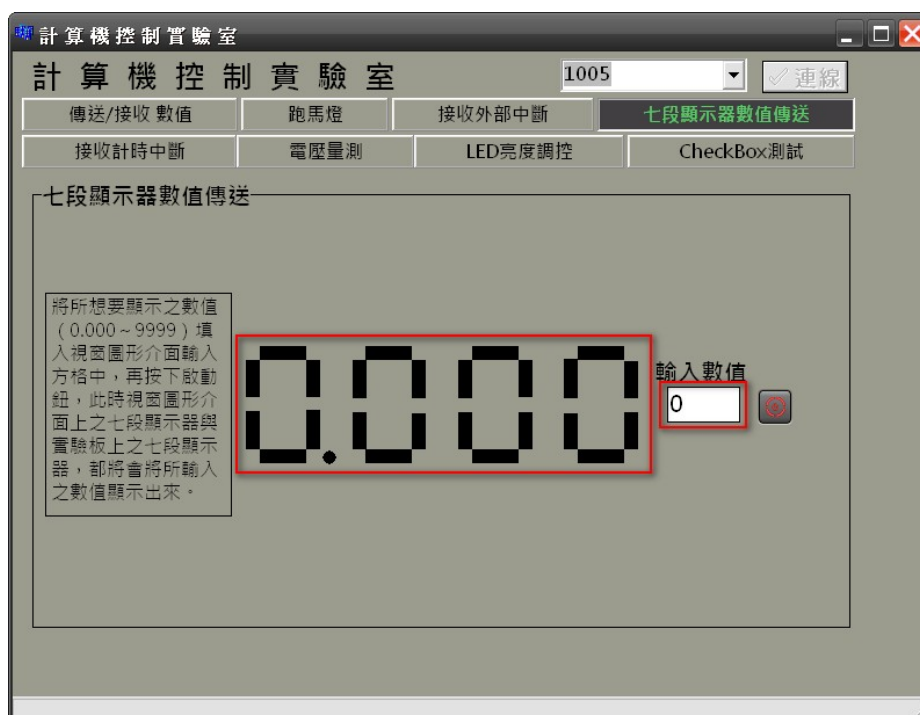 計算機控制實驗室
計算機控制實驗室
1005
連線
傳送/接收 數值
跑馬燈
接收外部中斷
七段顯示器數值傳送
接收計時中斷
電壓量測
LED亮度調控
CheckBox測試
七段顯示器數值傳送
將所想要顯示之數值
(0.000~9999)填
入視窗圖形介面輸入
方格中,再按下啟動
鈕,此時視窗圖形介
面上之七段顯示器與
實驗板上之七段顯示
器,都將會將所輸入
之數值顯示出來。
0.000
輸入數值
0